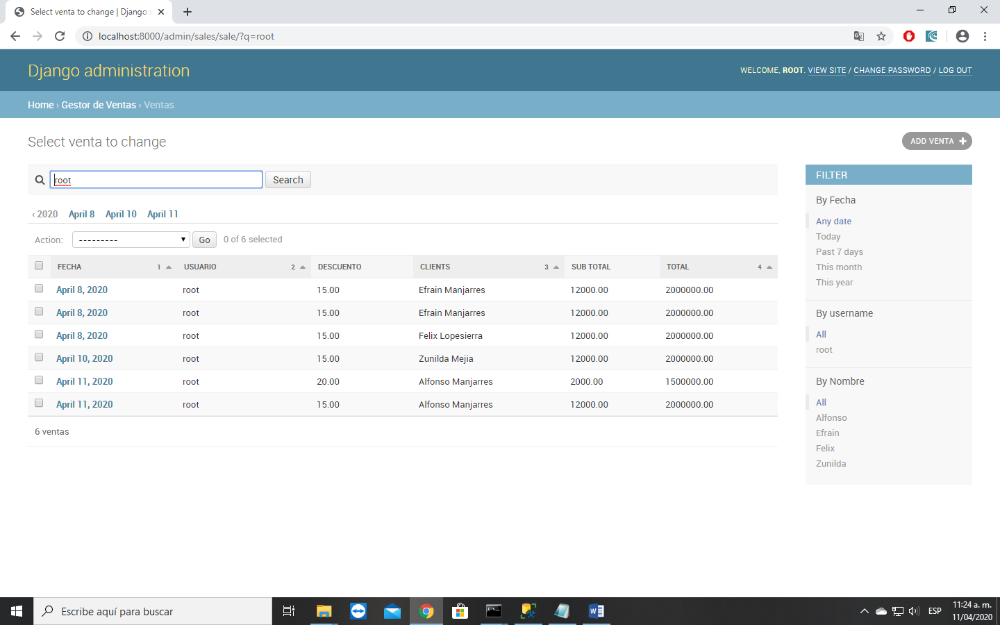 Select venta to change | Django s
localhost:8000/admin/sales/sale/?q=root
Django administration
WELCOME, ROOT. VIEW SITE / CHANGE PASSWORD / LOG OUT
Home › Gestor de Ventas › Ventas
Select venta to change
ADD VENTA +
root
Search
‹ 2020 April 8 April 10 April 11
Action: --------- Go 0 of 6 selected
FECHA 1 USUARIO 2 DESCUENTO CLIENTS 3 SUB TOTAL TOTAL 4
April 8, 2020 root 15.00 Efrain Manjarres 12000.00 2000000.00
April 8, 2020 root 15.00 Efrain Manjarres 12000.00 2000000.00
April 8, 2020 root 15.00 Felix Lopesierra 12000.00 2000000.00
April 10, 2020 root 15.00 Zunilda Mejia 12000.00 2000000.00
April 11, 2020 root 20.00 Alfonso Manjarres 2000.00 1500000.00
April 11, 2020 root 15.00 Alfonso Manjarres 12000.00 2000000.00
6 ventas
FILTER
By Fecha
Any date
Today
Past 7 days
This month
This year
By username
All
root
By Nombre
All
Alfonso
Efrain
Felix
Zunilda
Escribe aquí para buscar
ESP
11:24 a. m.
11/04/2020